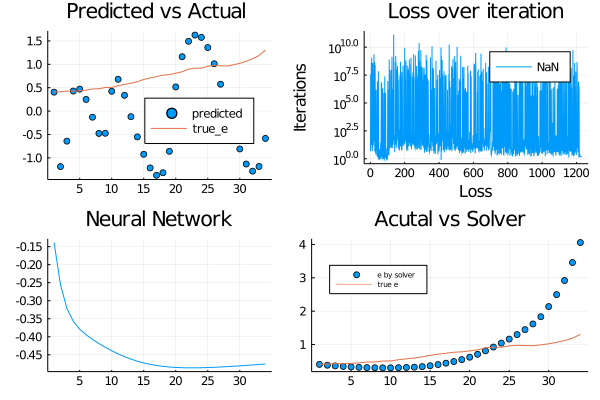 Predicted vs Actual
1.5
1.0
0.5
0.0
-0.5
-1.0
predicted
true_e
5 10 15 20 25 30
Loss over iteration
Iterations
10^10.0
10^7.5
10^5.0
10^2.5
10^0.0
NaN
0 200 400 600 800 1000 1200
Loss
Neural Network
-0.15
-0.20
-0.25
-0.30
-0.35
-0.40
-0.45
5 10 15 20 25 30
Acutal vs Solver
4
3
2
1
e by solver
true e
5 10 15 20 25 30